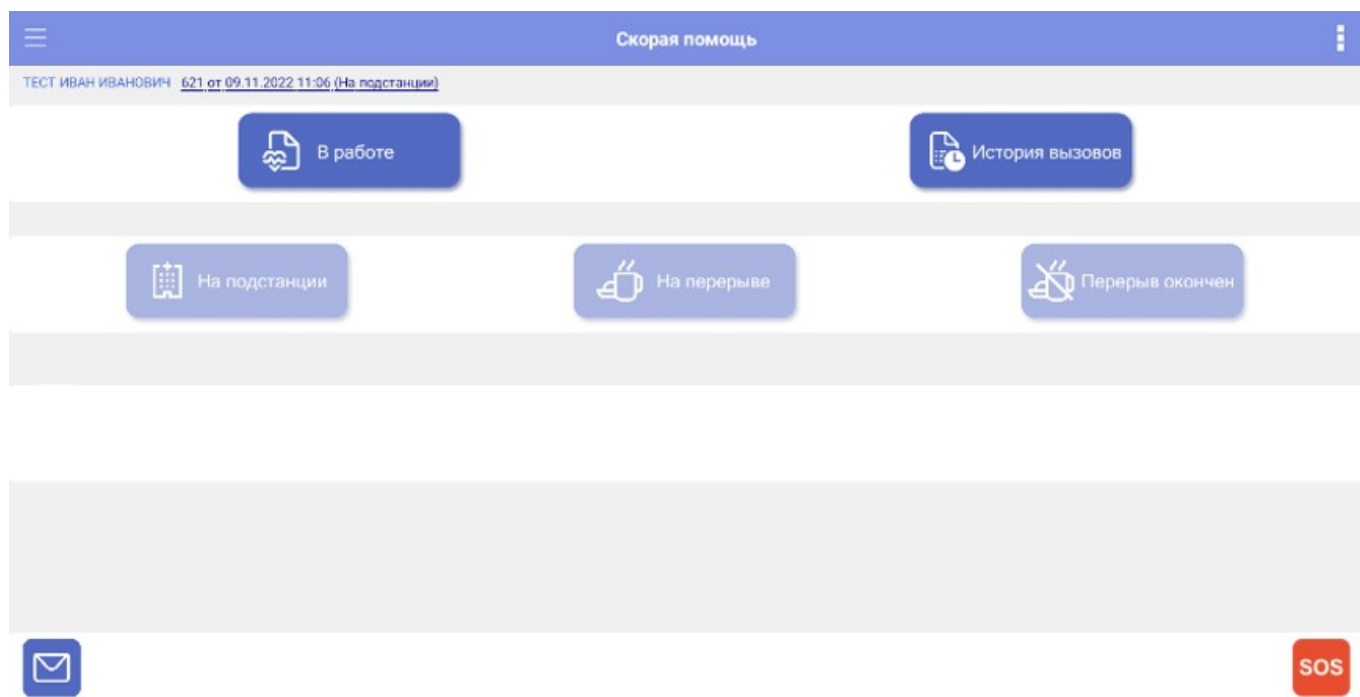 Скорая помощь
ТЕСТ ИВАН ИВАНОВИЧ 621 от 09.11.2022 11:06 (На подстанции)
В работе История вызовов
На подстанции На перерыве Перерыв окончен
SOS